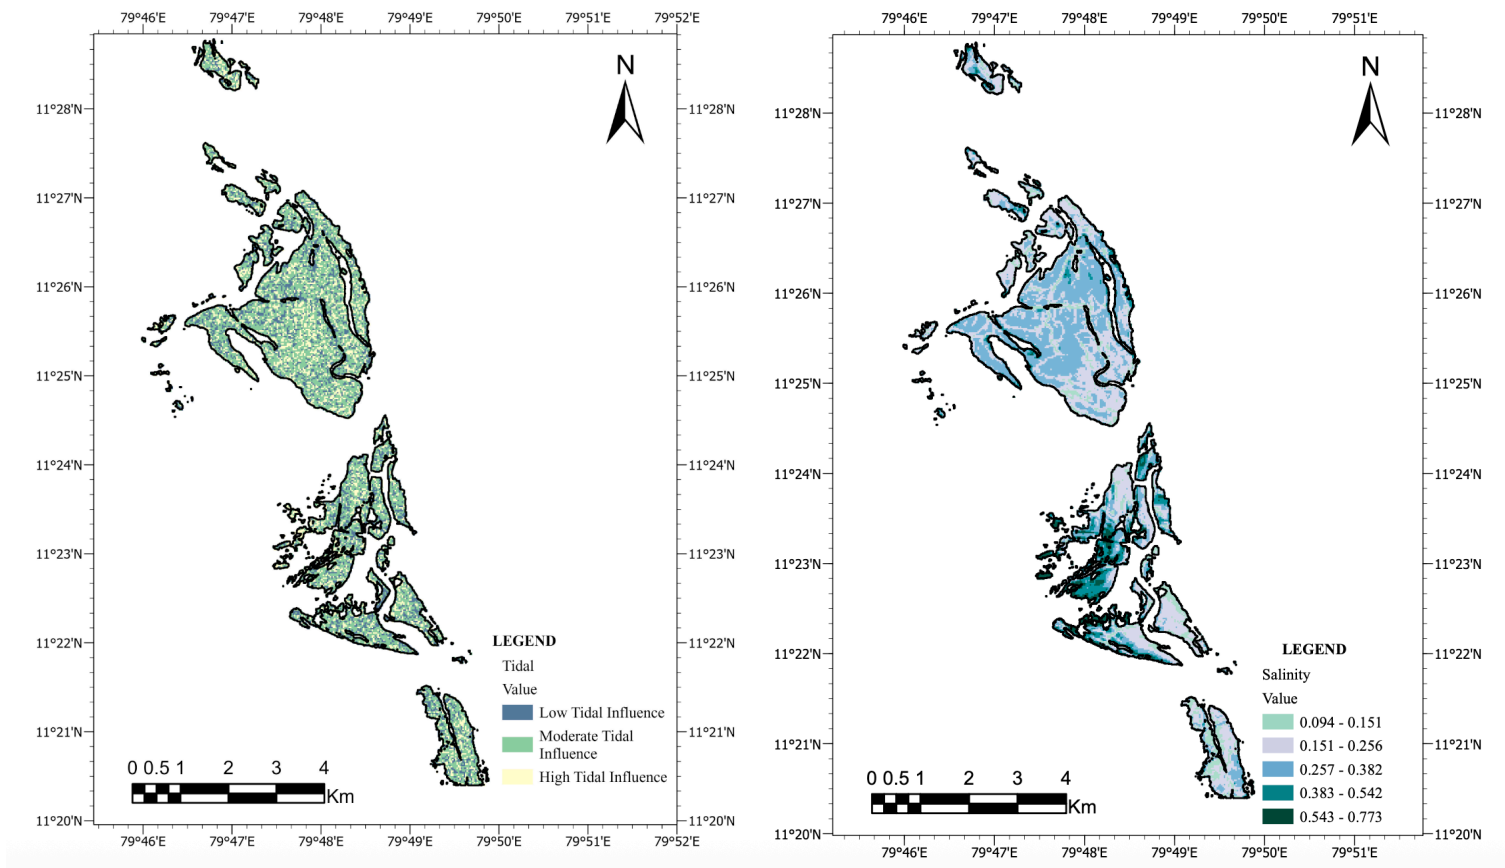 79°46'E 79°47'E 79°48'E 79°49'E 79°50'E 79°51'E 79°52'E
N
11°28'N 11°28'N
11°27'N 11°27'N
11°26'N 11°26'N
11°25'N 11°25'N
11°24'N 11°24'N
11°23'N 11°23'N
11°22'N 11°22'N
LEGEND
Tidal
Value
Low Tidal Influence
Moderate Tidal
Influence
High Tidal Influence
11°21'N 11°21'N
0 0.5 1 2 3 4
Km
11°20'N 11°20'N
79°46'E 79°47'E 79°48'E 79°49'E 79°50'E 79°51'E 79°52'E
79°46'E 79°47'E 79°48'E 79°49'E 79°50'E 79°51'E
N
11°28'N 11°28'N
11°27'N 11°27'N
11°26'N 11°26'N
11°25'N 11°25'N
11°24'N 11°24'N
11°23'N 11°23'N
11°22'N 11°22'N
LEGEND
Salinity
Value
0.094 - 0.151
0.151 - 0.256
0.257 - 0.382
0.383 - 0.542
0.543 - 0.773
11°21'N 11°21'N
0 0.5 1 2 3 4
Km
11°20'N 11°20'N
79°46'E 79°47'E 79°48'E 79°49'E 79°50'E 79°51'E